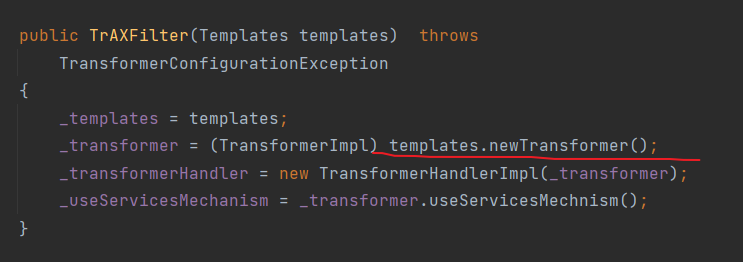 public TrAXFilter(Templates templates)  throws
    TransformerConfigurationException
{
    _templates = templates;
    _transformer = (TransformerImpl) templates.newTransformer();
    _transformerHandler = new TransformerHandlerImpl(_transformer);
    _useServicesMechanism = _transformer.useServicesMechnism();
}